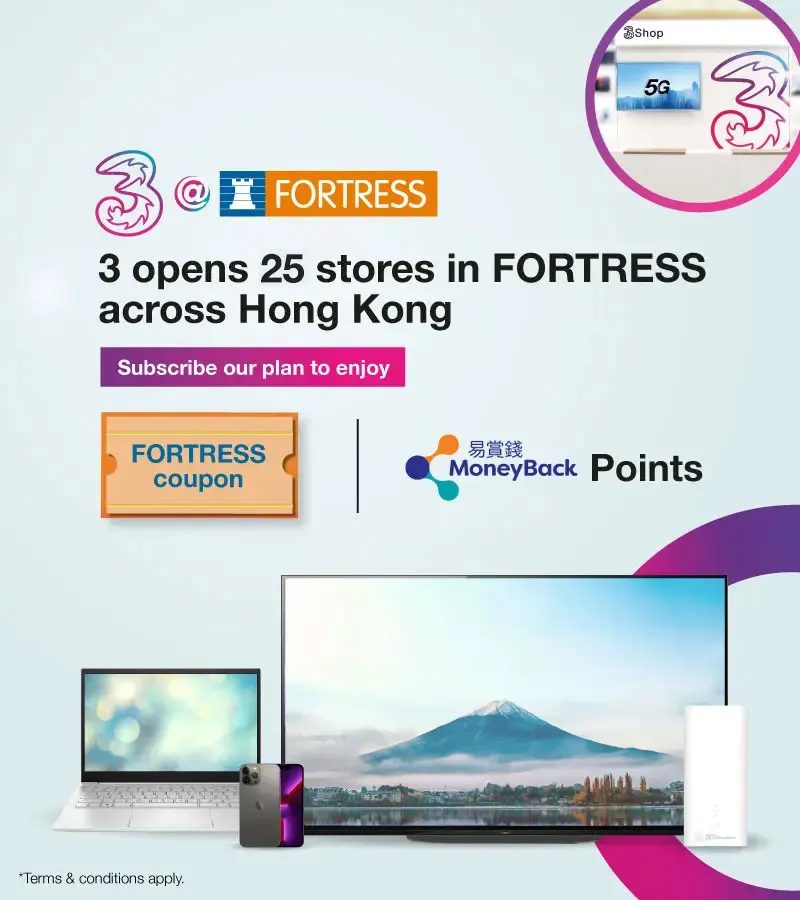 3Shop
5G
3 @ FORTRESS
3 opens 25 stores in FORTRESS
across Hong Kong
Subscribe our plan to enjoy
FORTRESS
coupon
易賞錢
MoneyBack Points
*Terms & conditions apply.